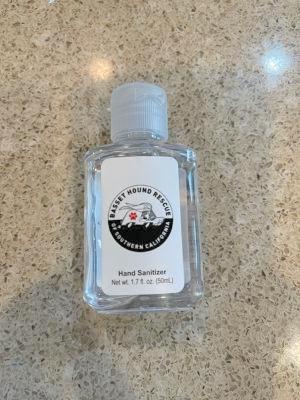 BASSET HOUND RESCUE
OF SOUTHERN CALIFORNIA
Hand Sanitizer
Net wt. 1.7 fl. oz. (50mL)